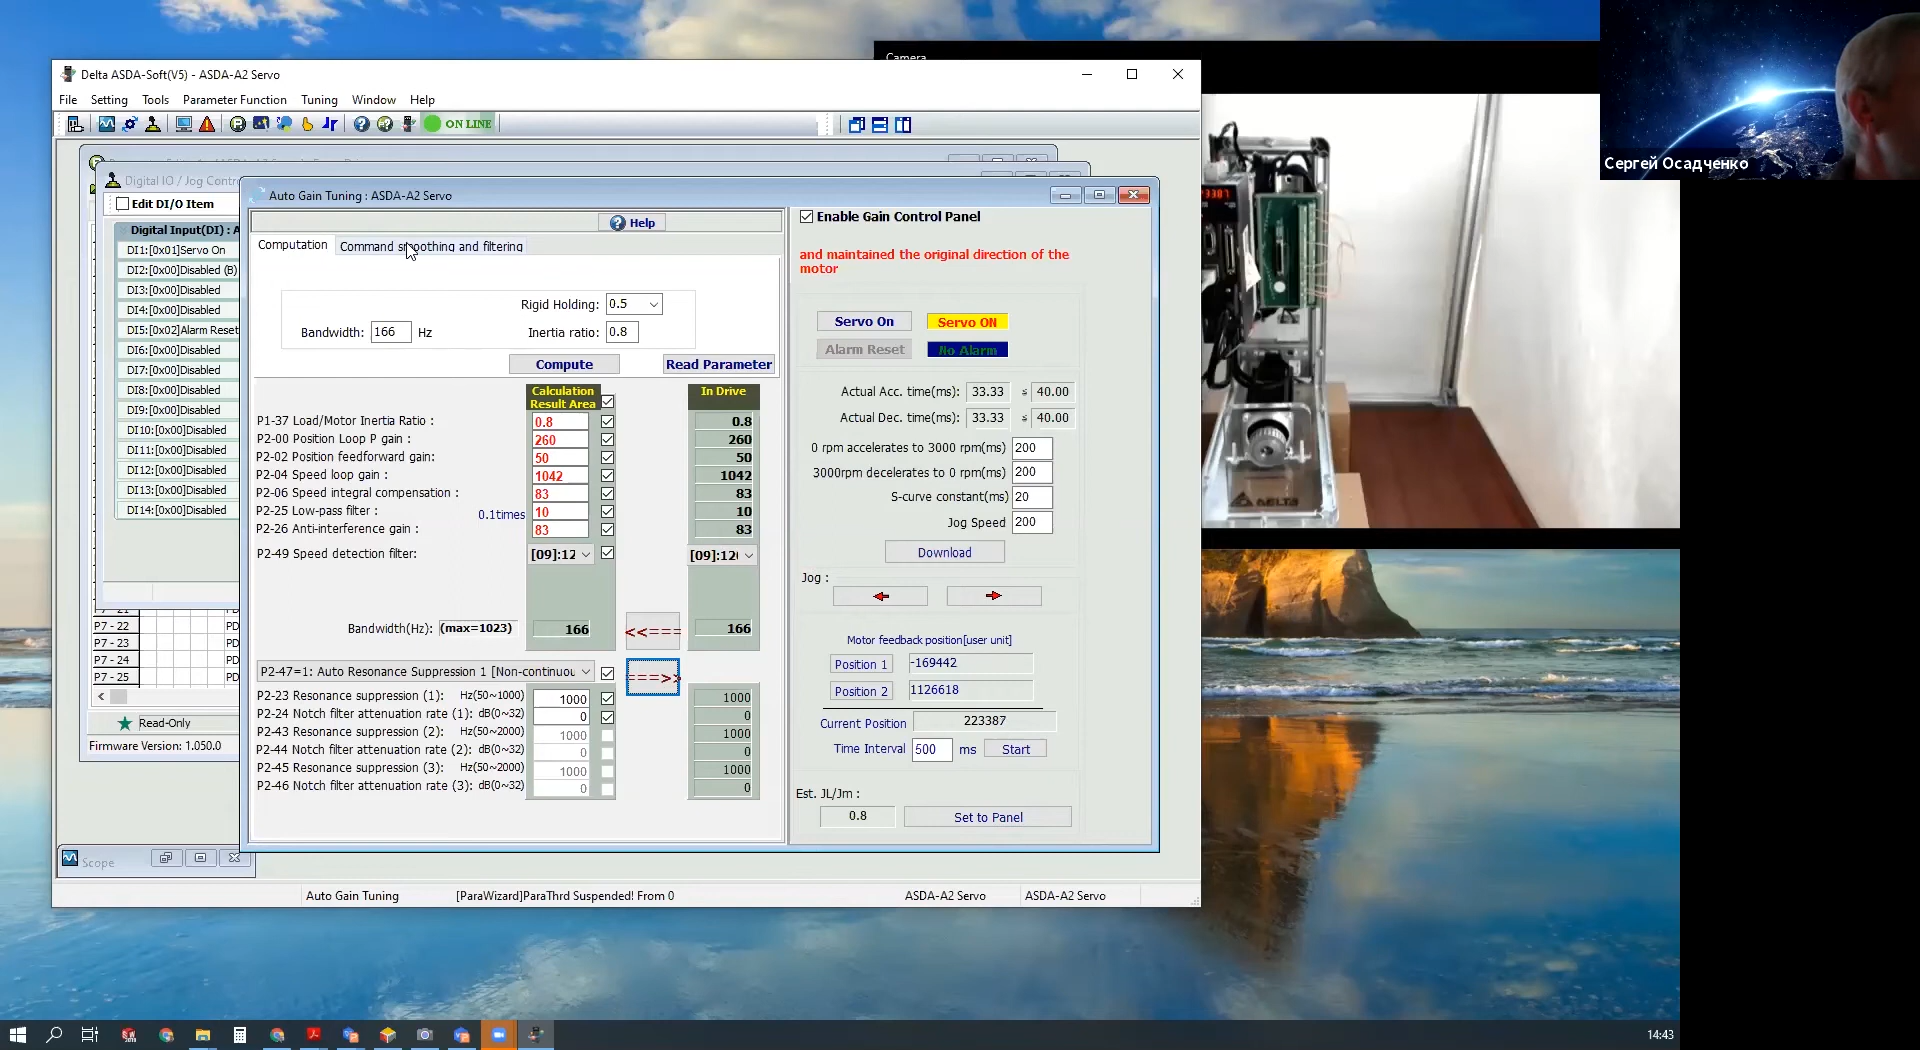 Camera
Delta ASDA-Soft(V5) - ASDA-A2 Servo
File Setting Tools Parameter Function Tuning Window Help
ON LINE
Сергей Осадченко
Digital IO / Jog Contr
Edit DI/O Item
Digital Input(DI) : A
DI1:[0x01]Servo On
DI2:[0x00]Disabled (B)
DI3:[0x00]Disabled
DI4:[0x00]Disabled
DI5:[0x02]Alarm Reset
DI6:[0x00]Disabled
DI7:[0x00]Disabled
DI8:[0x00]Disabled
DI9:[0x00]Disabled
DI10:[0x00]Disabled
DI11:[0x00]Disabled
DI12:[0x00]Disabled
DI13:[0x00]Disabled
DI14:[0x00]Disabled
P7 - 21
P7 - 22 PD
P7 - 23 PD
P7 - 24 PD
P7 - 25 PD
Read-Only
Firmware Version: 1.050.0
Scope
Auto Gain Tuning : ASDA-A2 Servo
Help
Computation Command smoothing and filtering
Rigid Holding: 0.5
Bandwidth: 166 Hz Inertia ratio: 0.8
Compute Read Parameter
Calculation Result Area In Drive
P1-37 Load/Motor Inertia Ratio : 0.8 0.8
P2-00 Position Loop P gain : 260 260
P2-02 Position feedforward gain: 50 50
P2-04 Speed loop gain : 1042 1042
P2-06 Speed integral compensation : 83 83
P2-25 Low-pass filter : 0.1times 10 10
P2-26 Anti-interference gain : 83 83
P2-49 Speed detection filter: [09]:12 [09]:12
Bandwidth(Hz): (max=1023) 166 <<=== 166
P2-47=1: Auto Resonance Suppression 1 [Non-continuou ===>>
P2-23 Resonance suppression (1): Hz(50~1000) 1000 1000
P2-24 Notch filter attenuation rate (1): dB(0~32) 0 0
P2-43 Resonance suppression (2): Hz(50~2000) 1000 1000
P2-44 Notch filter attenuation rate (2): dB(0~32) 0 0
P2-45 Resonance suppression (3): Hz(50~2000) 1000 1000
P2-46 Notch filter attenuation rate (3): dB(0~32) 0 0
Enable Gain Control Panel
and maintained the original direction of the
motor
Servo On Servo ON
Alarm Reset No Alarm
Actual Acc. time(ms): 33.33 ≤ 40.00
Actual Dec. time(ms): 33.33 ≤ 40.00
0 rpm accelerates to 3000 rpm(ms) 200
3000rpm decelerates to 0 rpm(ms) 200
S-curve constant(ms) 20
Jog Speed 200
Download
Jog :
Motor feedback position[user unit]
Position 1 -169442
Position 2 1126618
Current Position 223387
Time Interval 500 ms Start
Est. JL/Jm :
0.8 Set to Panel
Auto Gain Tuning [ParaWizard]ParaThrd Suspended! From 0 ASDA-A2 Servo ASDA-A2 Servo
DELTA
14:43